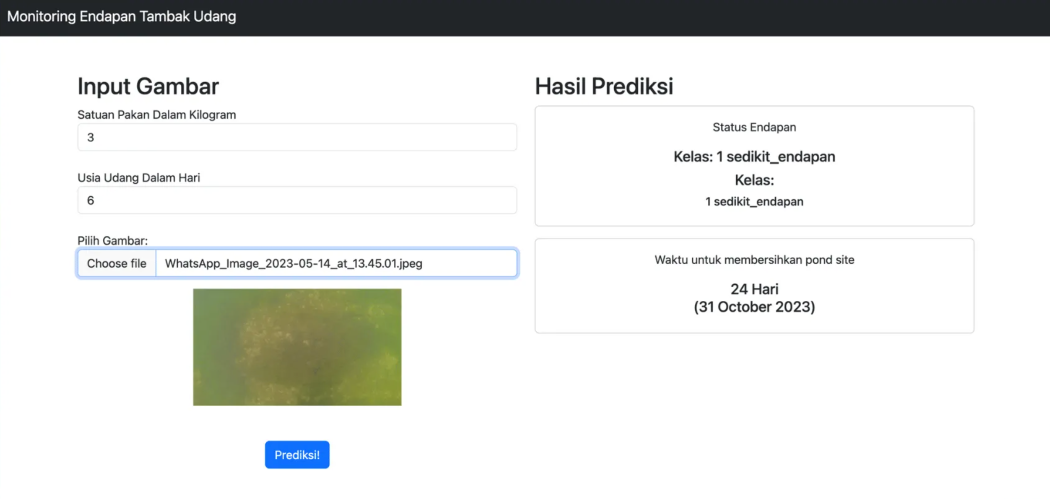 Monitoring Endapan Tambak Udang
Input Gambar
Satuan Pakan Dalam Kilogram
3
Usia Udang Dalam Hari
6
Pilih Gambar:
Choose file WhatsApp_Image_2023-05-14_at_13.45.01.jpeg
Prediksi!
Hasil Prediksi
Status Endapan
Kelas: 1 sedikit_endapan
Kelas:
1 sedikit_endapan
Waktu untuk membersihkan pond site
24 Hari
(31 October 2023)